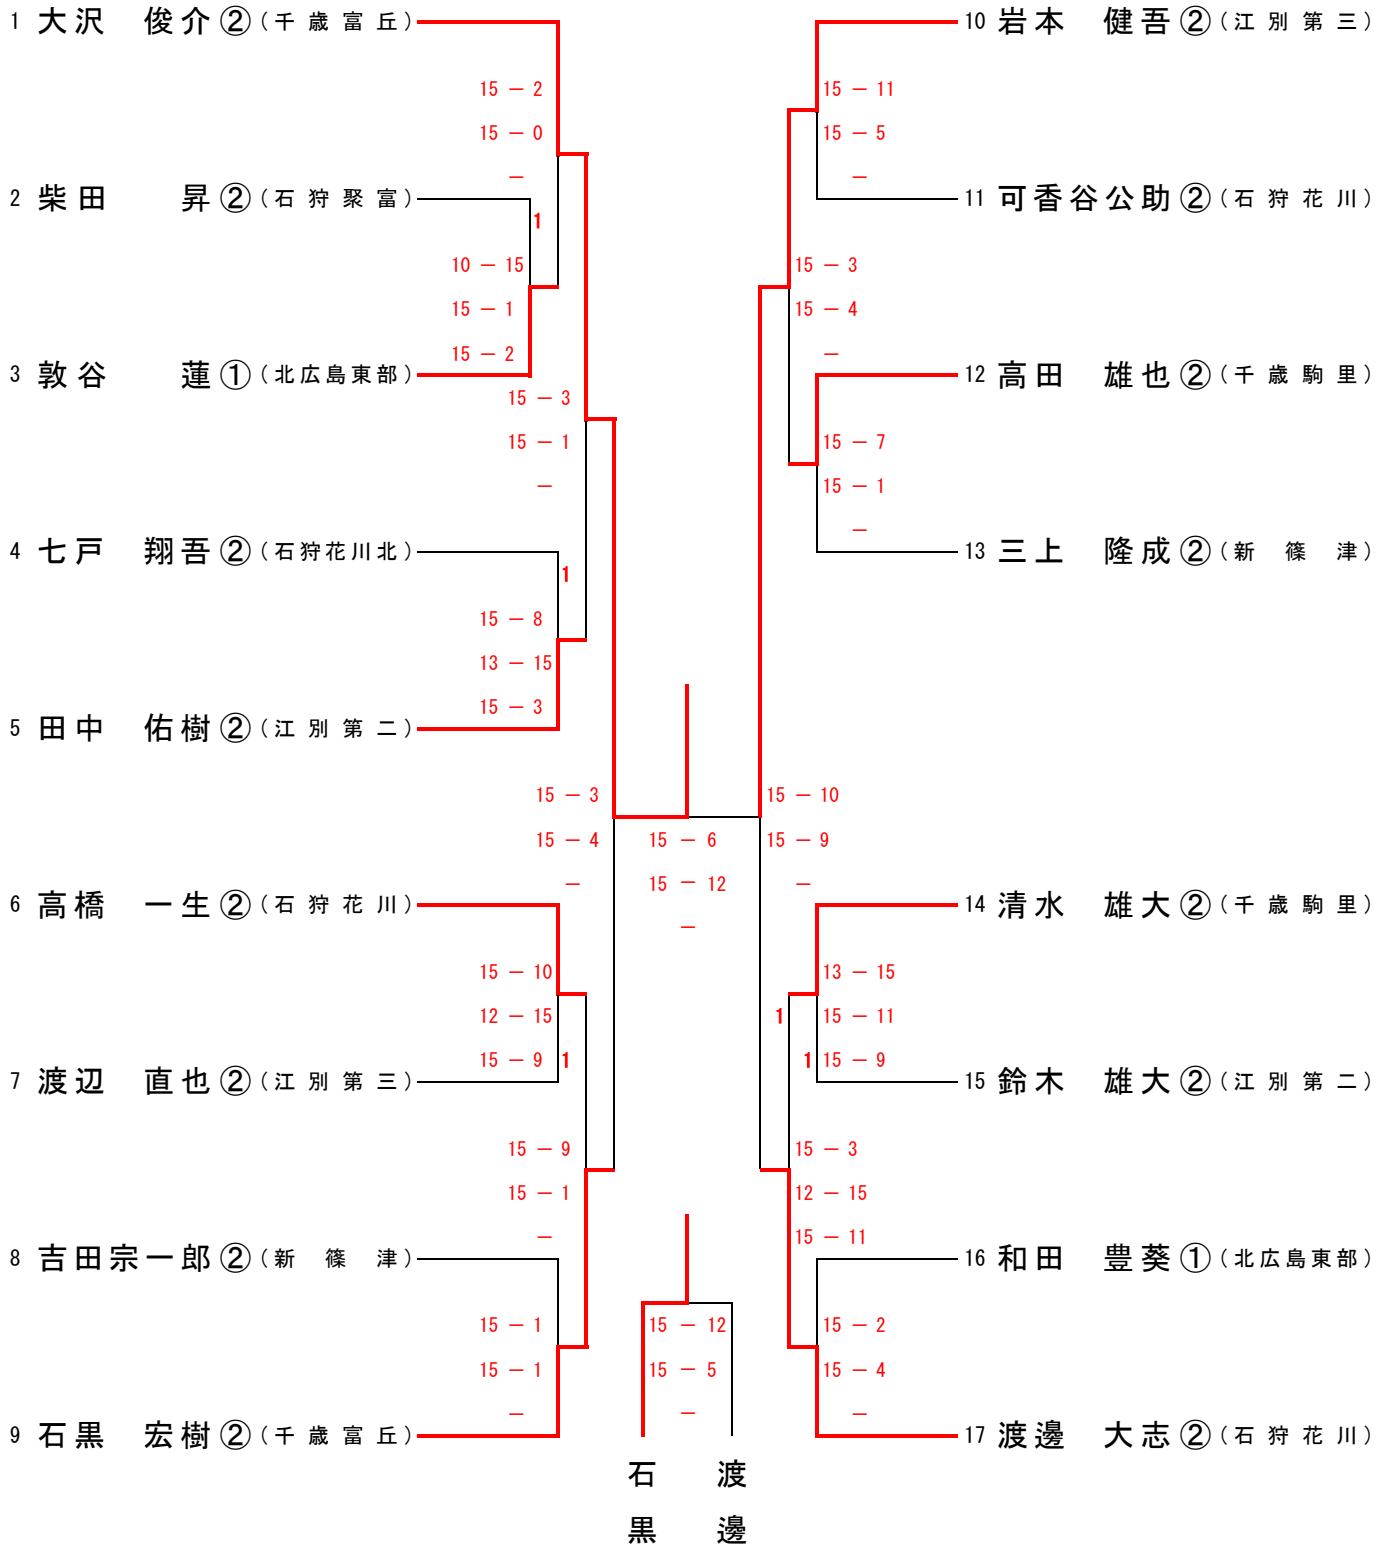 1 大沢 俊介② (千歳富丘)
15 － 2
15 － 0
－
2 柴田 昇② (石狩聚富)
1
10 － 15
15 － 1
15 － 2
3 敦谷 蓮① (北広島東部)
15 － 3
15 － 1
－
4 七戸 翔吾② (石狩花川北)
1
15 － 8
13 － 15
15 － 3
5 田中 佑樹② (江別第二)
15 － 3
15 － 4
－
6 高橋 一生② (石狩花川)
15 － 10
12 － 15
15 － 9 1
7 渡辺 直也② (江別第三)
15 － 9
15 － 1
－
8 吉田宗一郎② (新篠津)
15 － 1
15 － 1
－
9 石黒 宏樹② (千歳富丘)
15 － 6
15 － 12
－
15 － 12
15 － 5
－
石黒
渡邊
10 岩本 健吾② (江別第三)
15 － 11
15 － 5
－
11 可香谷公助② (石狩花川)
15 － 3
15 － 4
－
12 高田 雄也② (千歳駒里)
15 － 7
15 － 1
－
13 三上 隆成② (新篠津)
15 － 10
15 － 9
－
14 清水 雄大② (千歳駒里)
13 － 15
1 15 － 11
1 15 － 9
15 鈴木 雄大② (江別第二)
15 － 3
12 － 15
15 － 11
16 和田 豊葵① (北広島東部)
15 － 2
15 － 4
－
17 渡邊 大志② (石狩花川)